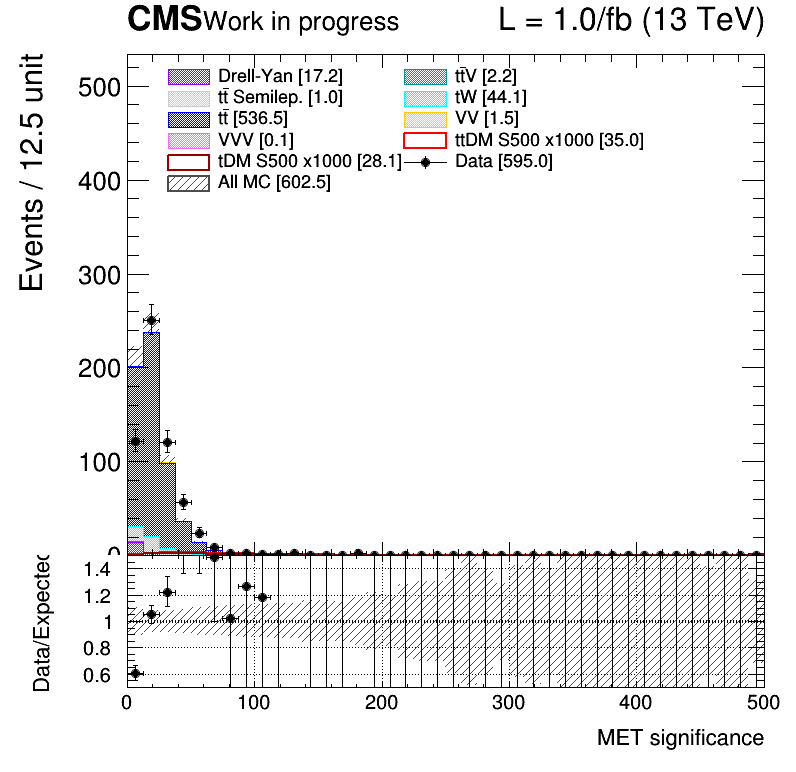 CMS Work in progress L = 1.0/fb (13 TeV)
Drell-Yan [17.2] tt̄V [2.2]
tt̄ Semilep. [1.0] tW [44.1]
tt̄ [536.5] VV [1.5]
VVV [0.1] ttDM S500 x1000 [35.0]
tDM S500 x1000 [28.1] Data [595.0]
All MC [602.5]
Events / 12.5 unit
500
400
300
200
100
0
Data/Expected
1.4
1.2
1
0.8
0.6
0 100 200 300 400 500
MET significance